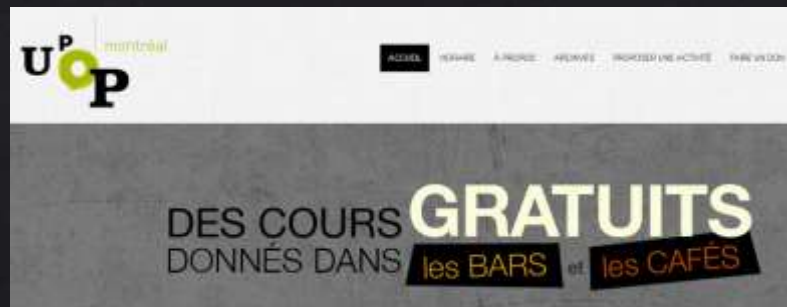 UPOP montréal
ACCUEIL HORAIRE À PROPOS ARCHIVES PROPOSER UNE ACTIVITÉ FAIRE UN DON
DES COURS GRATUITS
DONNÉS DANS les BARS et les CAFÉS